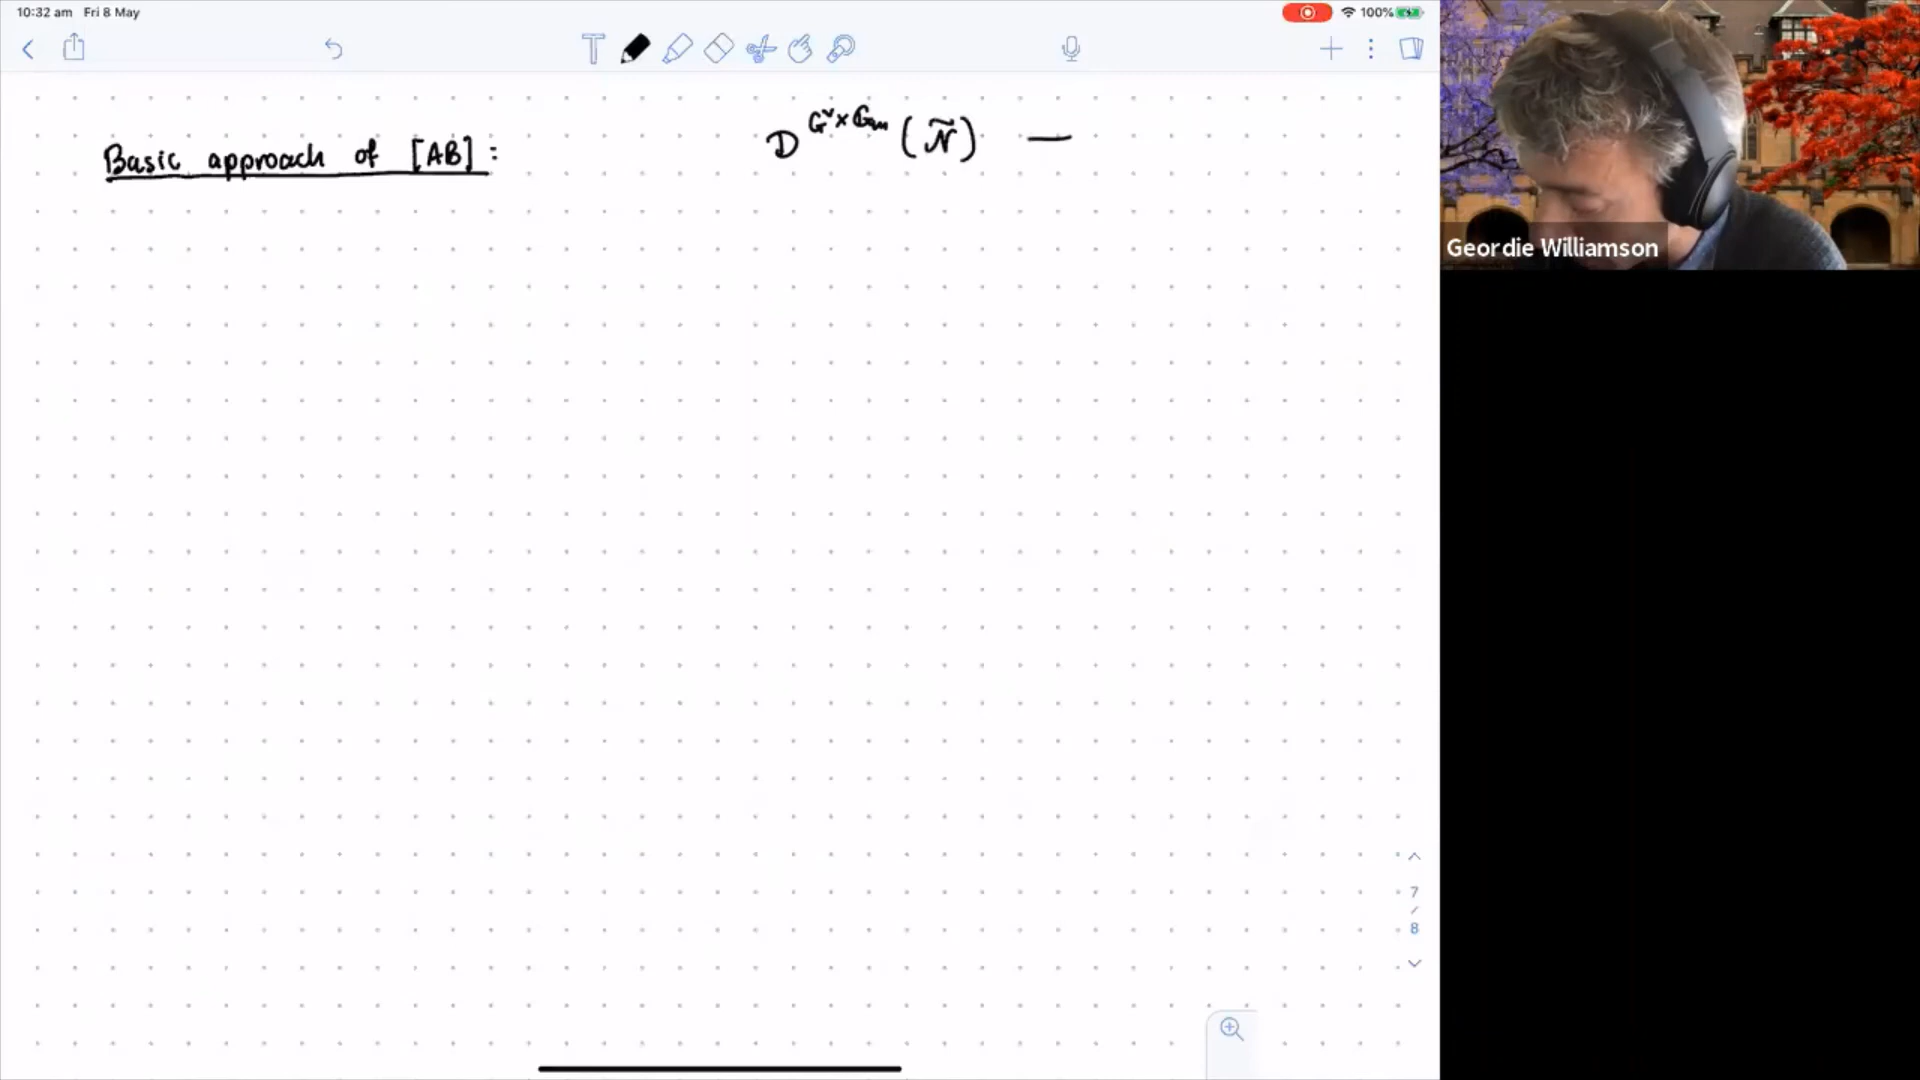 10:32 am Fri 8 May
100%
Basic approach of [AB]:
D^{G^∨ × G_m} (Ñ) —
Geordie Williamson
7
/
8